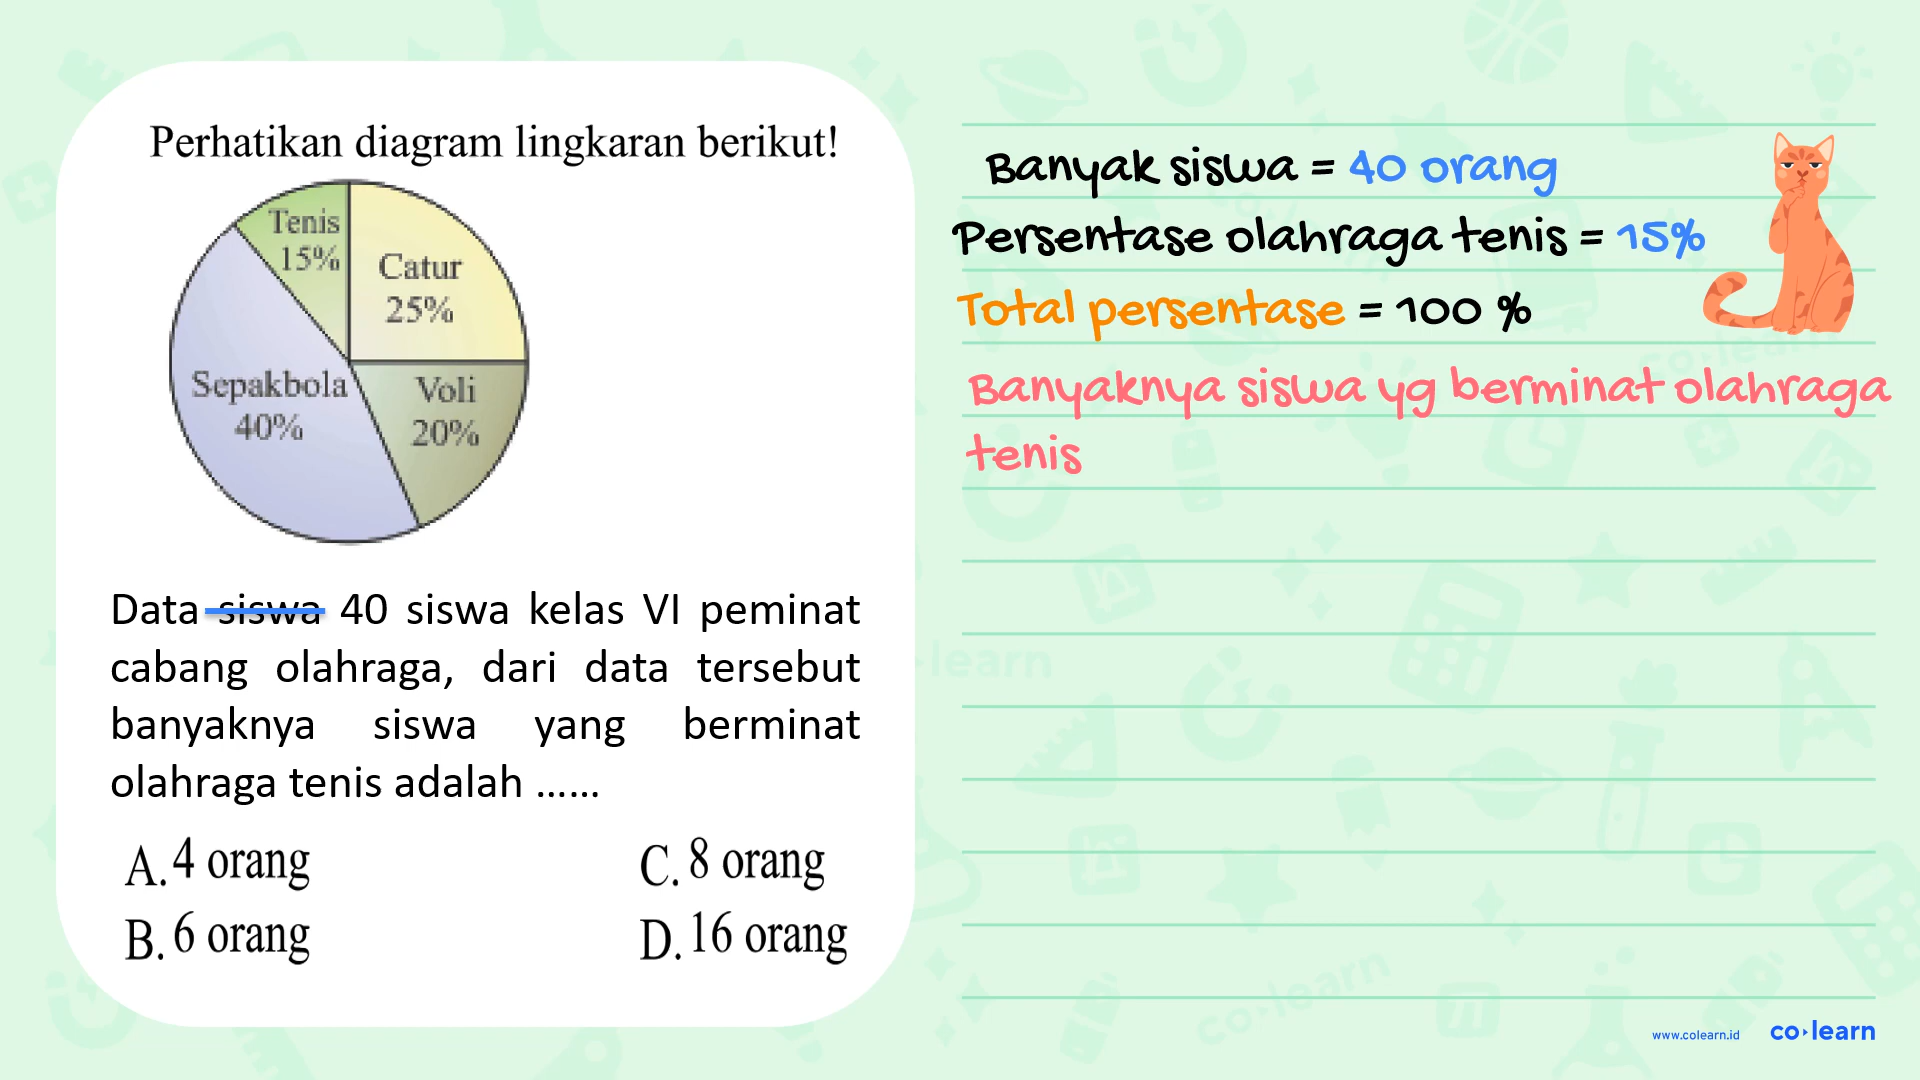 Perhatikan diagram lingkaran berikut!
Tenis
15%
Catur
25%
Sepakbola
40%
Voli
20%
Data siswa 40 siswa kelas VI peminat
cabang olahraga, dari data tersebut
banyaknya siswa yang berminat
olahraga tenis adalah ......
A. 4 orang
C. 8 orang
B. 6 orang
D. 16 orang
Banyak siswa = 40 orang
Persentase olahraga tenis = 15%
Total persentase = 100 %
Banyaknya siswa yg berminat olahraga
tenis
www.colearn.id
co learn